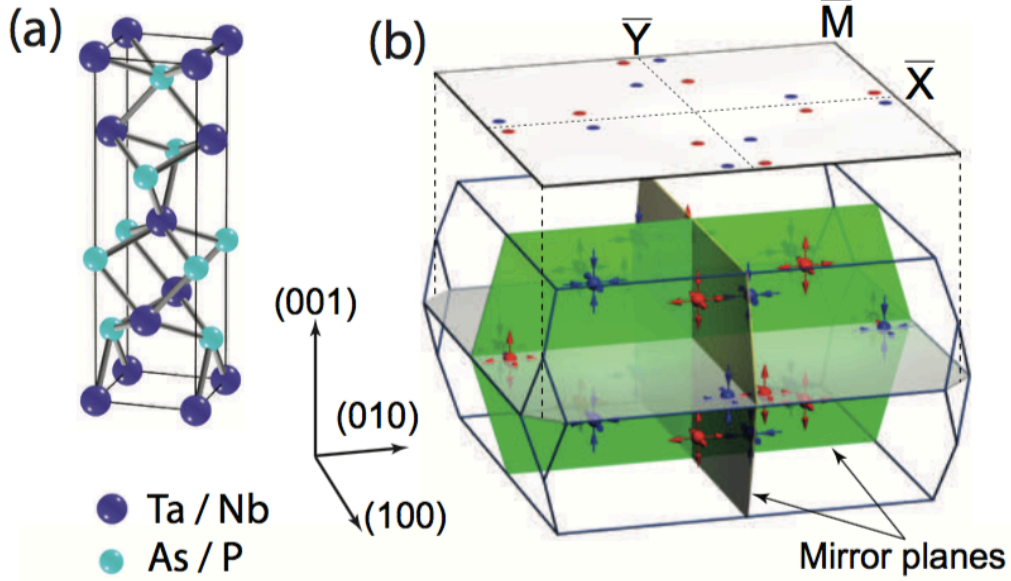 (a)
(b)
Y
M
X
(001)
(010)
(100)
Ta / Nb
As / P
Mirror planes